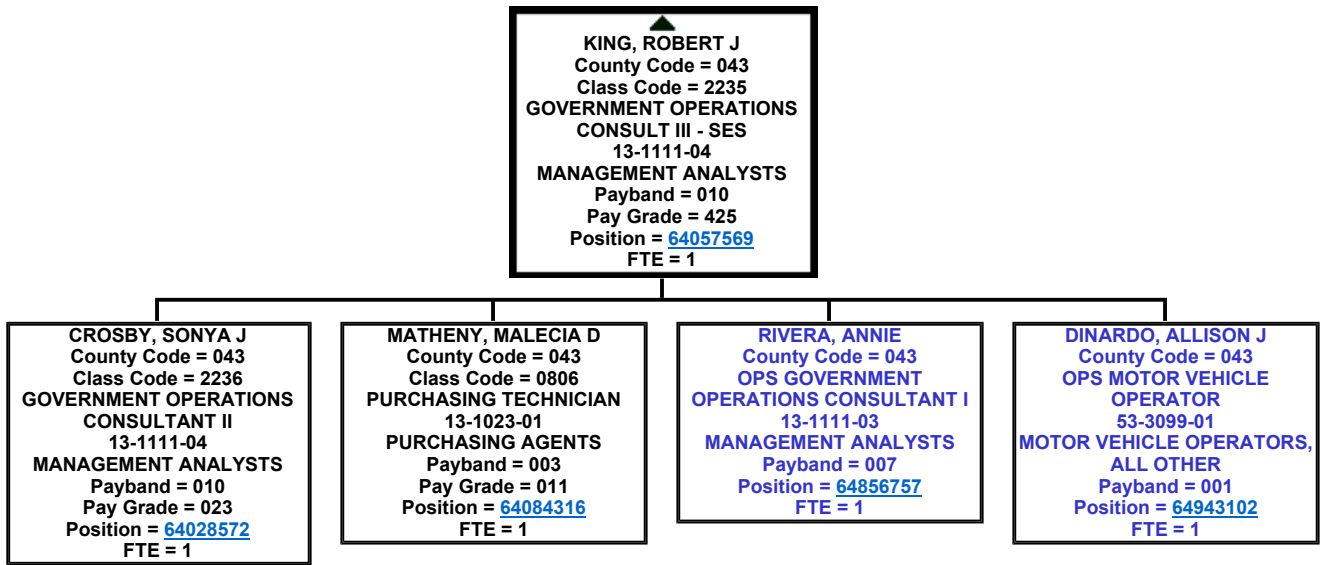 KING, ROBERT J
County Code = 043
Class Code = 2235
GOVERNMENT OPERATIONS
CONSULT III - SES
13-1111-04
MANAGEMENT ANALYSTS
Payband = 010
Pay Grade = 425
Position = 64057569
FTE = 1
CROSBY, SONYA J
County Code = 043
Class Code = 2236
GOVERNMENT OPERATIONS
CONSULTANT II
13-1111-04
MANAGEMENT ANALYSTS
Payband = 010
Pay Grade = 023
Position = 64028572
FTE = 1
MATHENY, MALECIA D
County Code = 043
Class Code = 0806
PURCHASING TECHNICIAN
13-1023-01
PURCHASING AGENTS
Payband = 003
Pay Grade = 011
Position = 64084316
FTE = 1
RIVERA, ANNIE
County Code = 043
OPS GOVERNMENT
OPERATIONS CONSULTANT I
13-1111-03
MANAGEMENT ANALYSTS
Payband = 007
Position = 64856757
FTE = 1
DINARDO, ALLISON J
County Code = 043
OPS MOTOR VEHICLE
OPERATOR
53-3099-01
MOTOR VEHICLE OPERATORS,
ALL OTHER
Payband = 001
Position = 64943102
FTE = 1